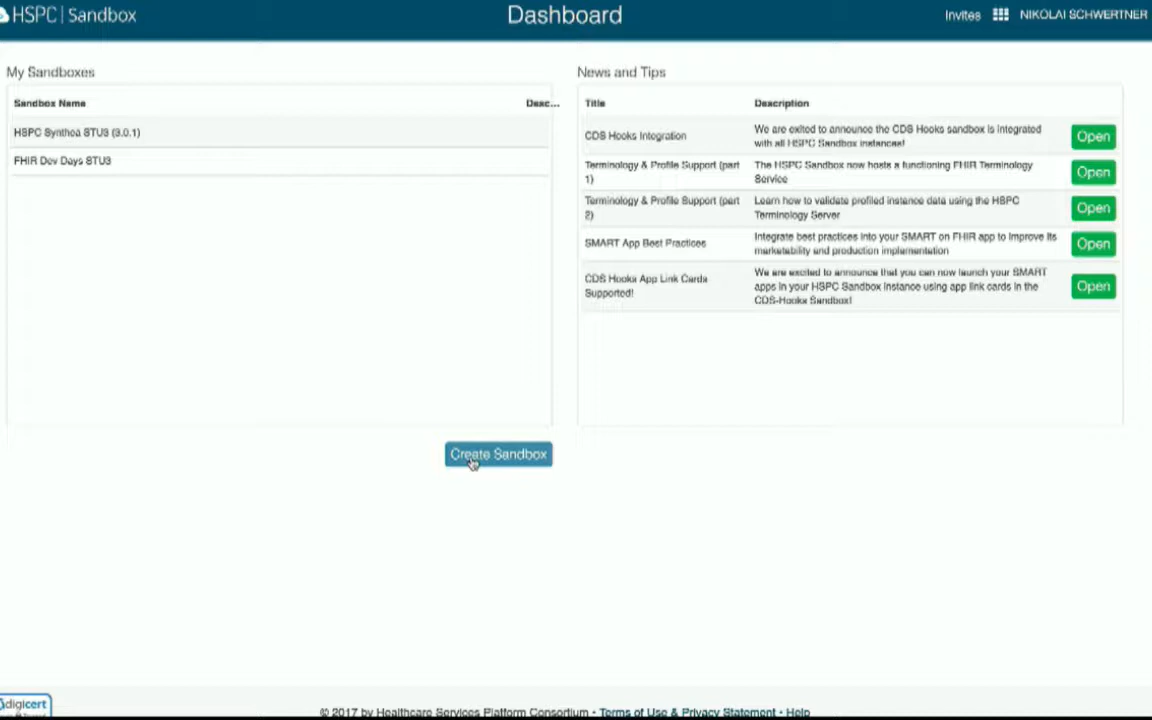 HSPC | Sandbox
Dashboard
Invites
NIKOLAI SCHWERTNER
My Sandboxes
Sandbox Name
Desc...
HSPC Synthea STU3 (3.0.1)
FHIR Dev Days STU3
Create Sandbox
News and Tips
Title
Description
CDS Hooks Integration
We are exited to announce the CDS Hooks sandbox is integrated
with all HSPC Sandbox instances!
Open
Terminology & Profile Support (part
1)
The HSPC Sandbox now hosts a functioning FHIR Terminology
Service
Open
Terminology & Profile Support (part
2)
Learn how to validate profiled instance data using the HSPC
Terminology Server
Open
SMART App Best Practices
Integrate best practices into your SMART on FHIR app to improve its
marketability and production implementation
Open
CDS Hooks App Link Cards
Supported!
We are excited to announce that you can now launch your SMART
apps in your HSPC Sandbox instance using app link cards in the
CDS-Hooks Sandbox!
Open
digicert
© 2017 by Healthcare Services Platform Consortium • Terms of Use & Privacy Statement • Help